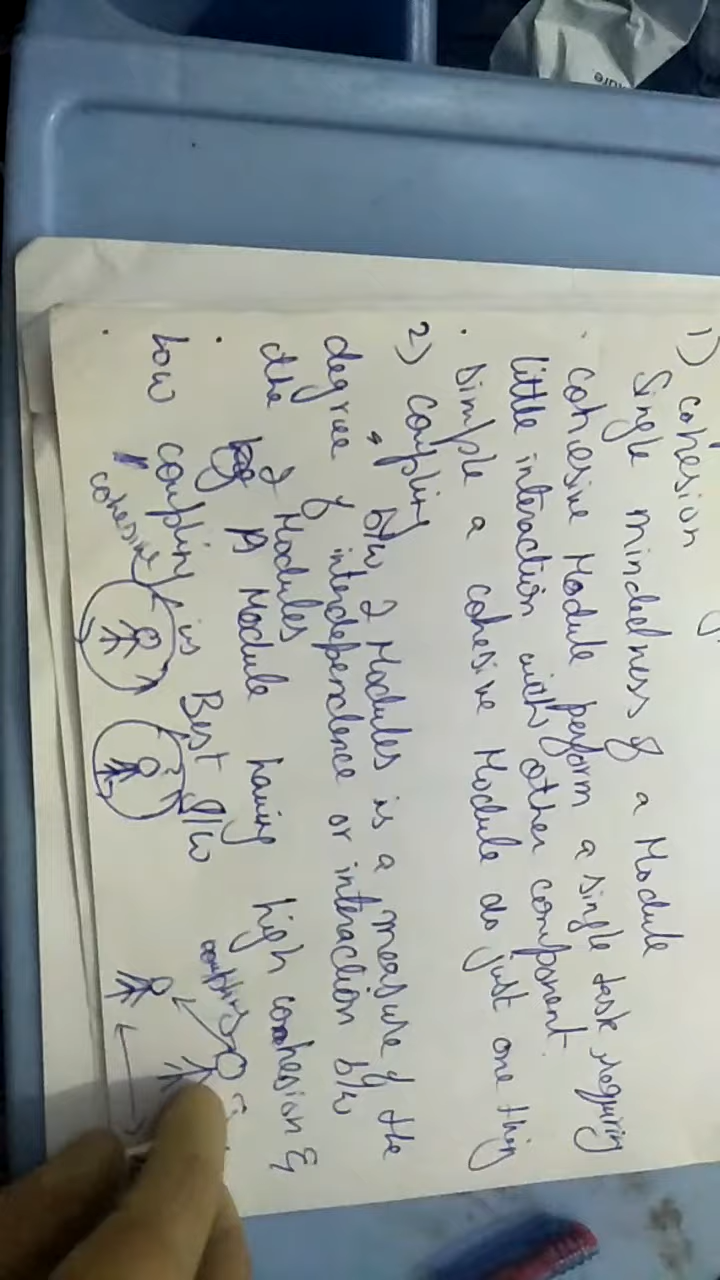 1) cohesion
Single mindedness of a Module
· cohesive Module perform a single task requiring
little interaction with other component.
· Simple a cohesive Module do just one thing
2) coupling
· b/w 2 Modules is a measure of the
degree of interdependence or interaction b/w
the 2 Modules
· A Module having high cohesion &
low coupling is Best
cohesive
coupling